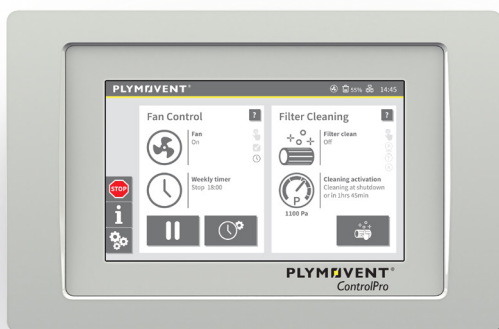 PLYMOVENT®
55%
14:45
Fan Control
?
Fan
On
Weekly timer
Stop 18:00
Filter Cleaning
?
Filter clean
Off
Cleaning activation
Cleaning at shutdown
or in 1hrs 45min
P
1100 Pa
STOP
i
PLYMOVENT®
ControlPro